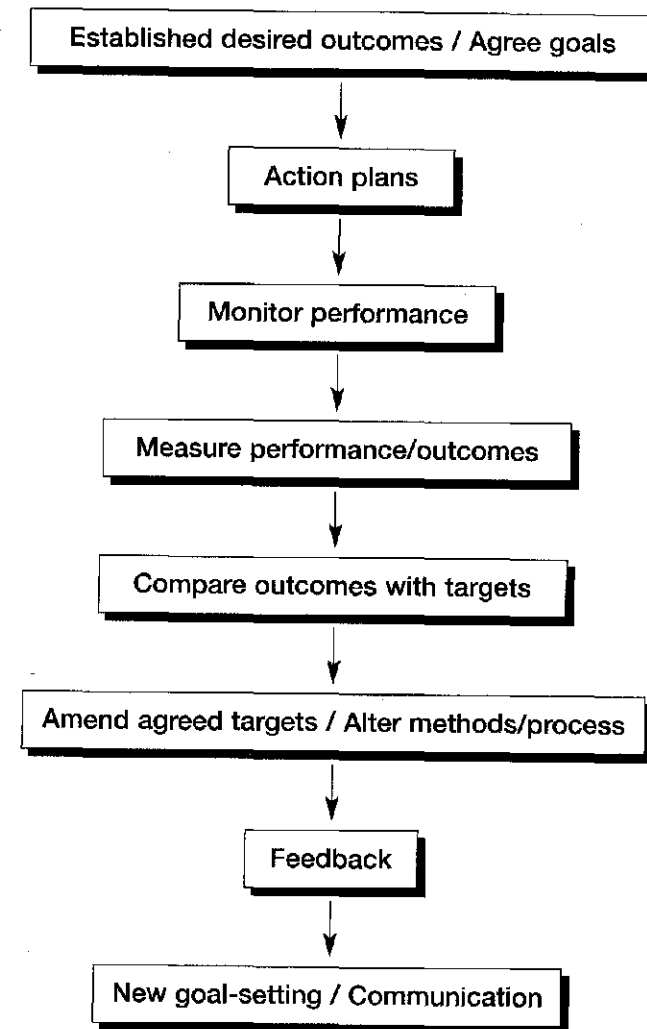 Established desired outcomes / Agree goals
Action plans
Monitor performance
Measure performance/outcomes
Compare outcomes with targets
Amend agreed targets / Alter methods/process
Feedback
New goal-setting / Communication